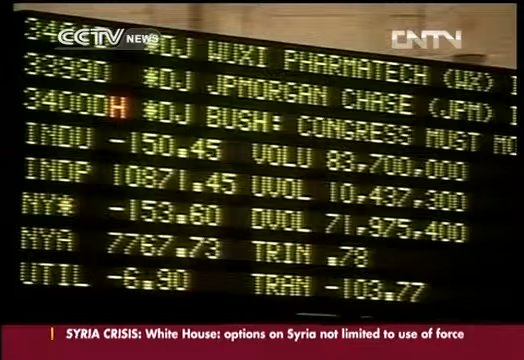 CCTV NEWS
CNTV
*DJ WUXI PHARMATECH (WX)
3399D *DJ JPMORGAN CHASE (JPM)
3400DH *DJ BUSH: CONGRESS MUST MO
INDU -150.45 VOLU 83,700,000
INDP 10871.45 UVOL 10,437,300
NY* -153.60 DVOL 71,975,400
NYA 7767.73 TRIN .78
UTIL -6.90 TRAN -103.77
SYRIA CRISIS: White House: options on Syria not limited to use of force